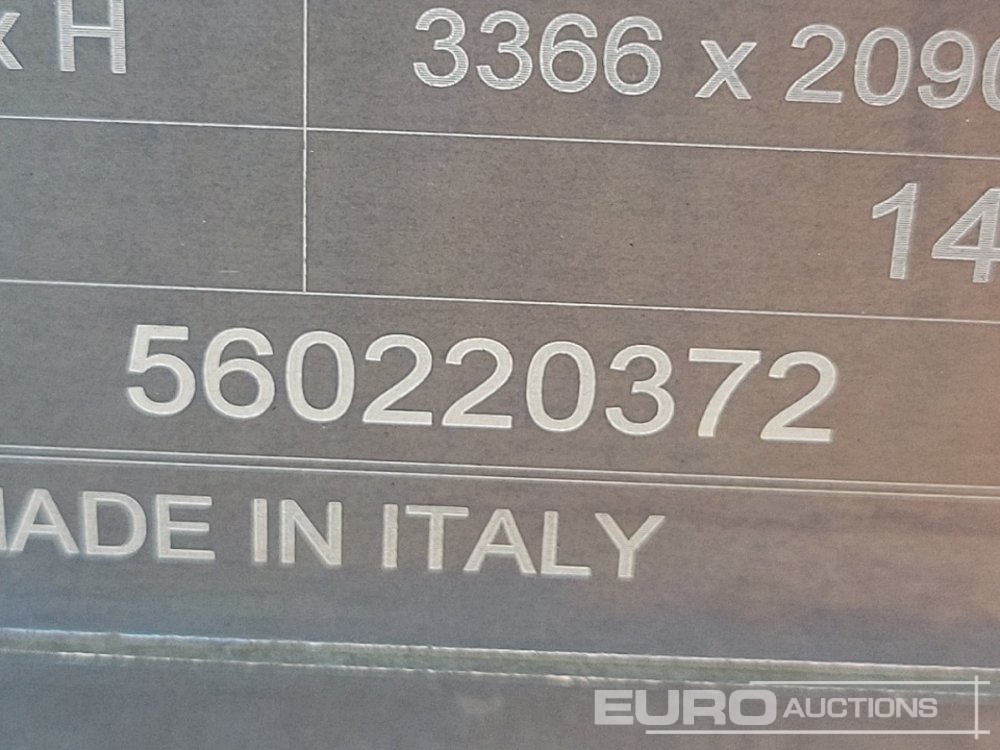 x H 3366 x 2090
14
560220372
MADE IN ITALY
EURO AUCTIONS